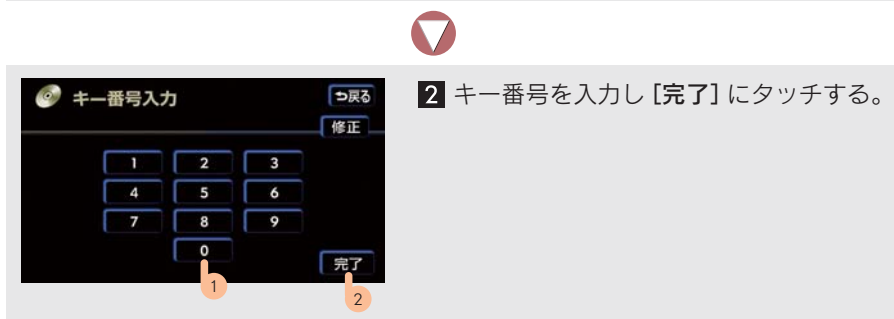 キー番号入力
戻る
修正
1 2 3
4 5 6
7 8 9
0
完了
1
2
2 キー番号を入力し [完了] にタッチする。